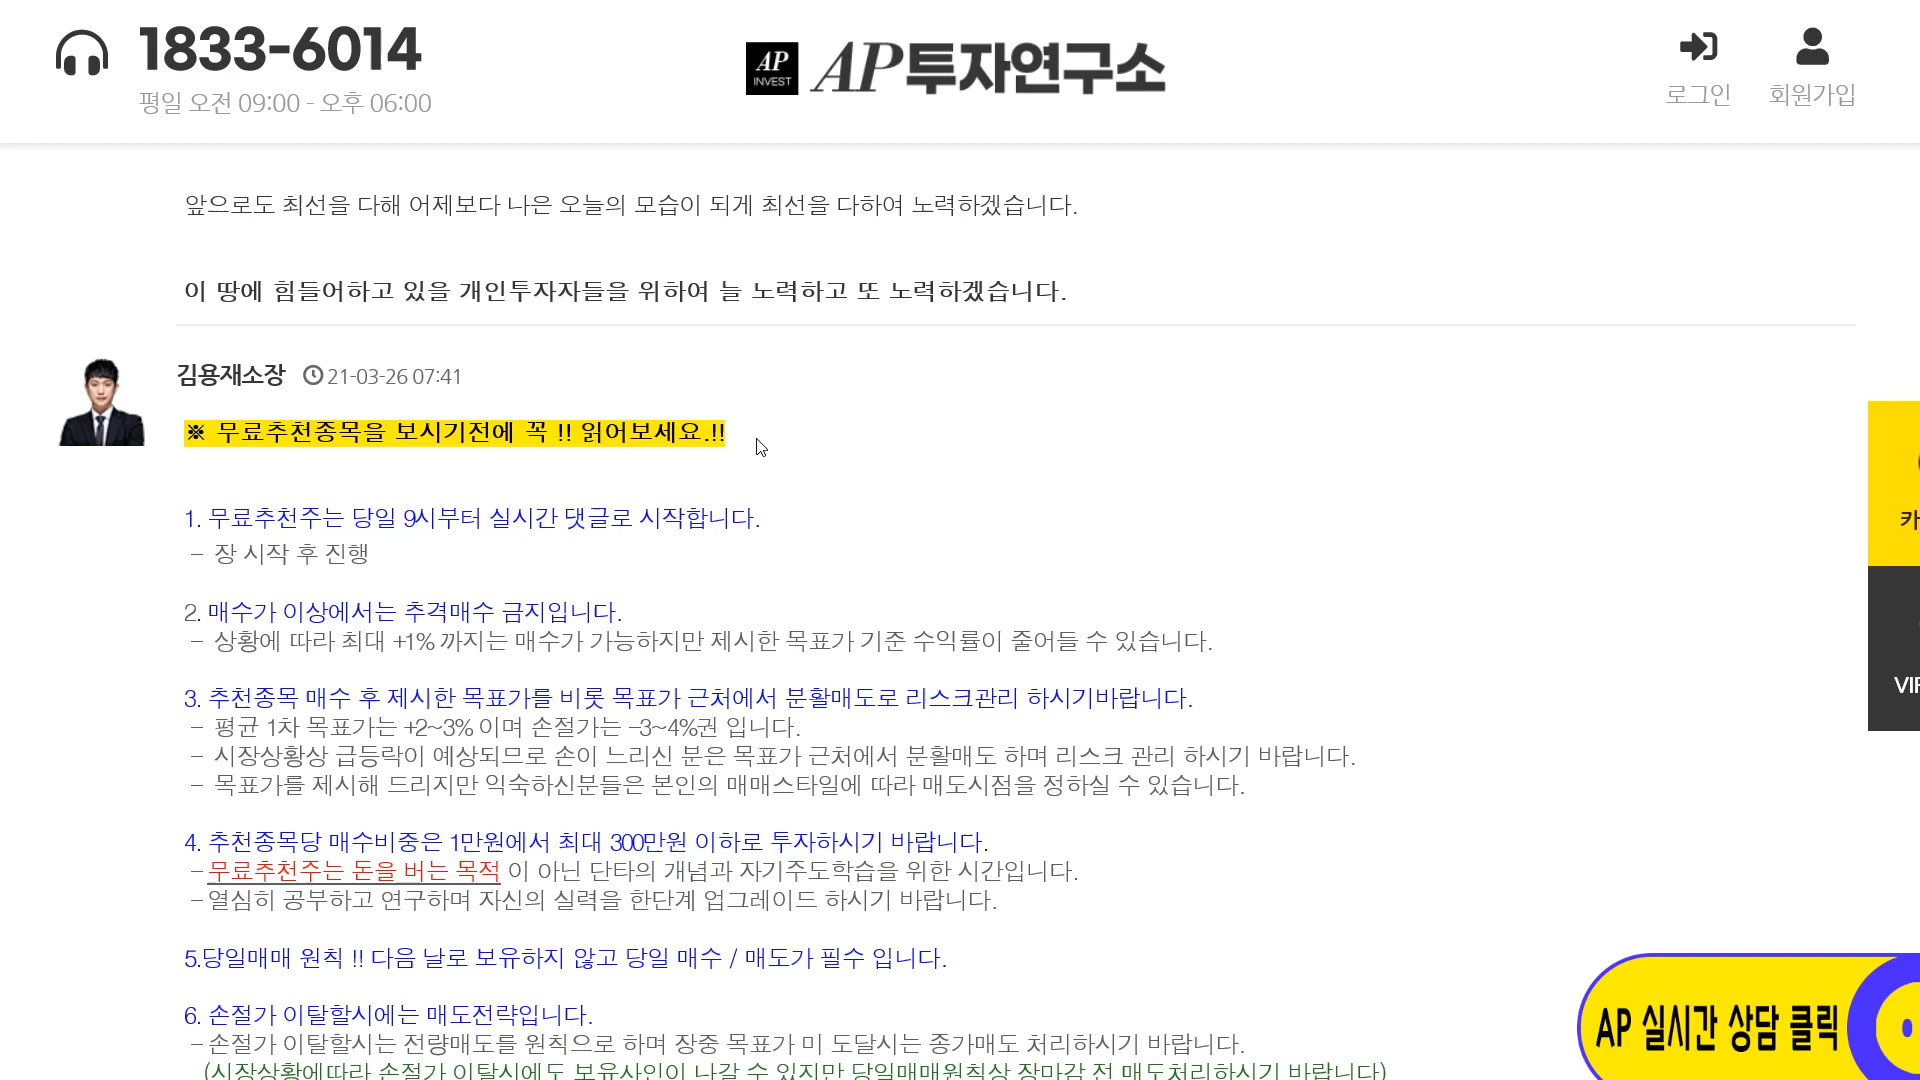 1833-6014
평일 오전 09:00 - 오후 06:00
AP
INVEST
AP투자연구소
로그인
회원가입
앞으로도 최선을 다해 어제보다 나은 오늘의 모습이 되게 최선을 다하여 노력하겠습니다.
이 땅에 힘들어하고 있을 개인투자자들을 위하여 늘 노력하고 또 노력하겠습니다.
김용재소장 21-03-26 07:41
※ 무료추천종목을 보시기전에 꼭 !! 읽어보세요.!!
1. 무료추천주는 당일 9시부터 실시간 댓글로 시작합니다.
- 장 시작 후 진행
2. 매수가 이상에서는 추격매수 금지입니다.
- 상황에 따라 최대 +1% 까지는 매수가 가능하지만 제시한 목표가 기준 수익률이 줄어들 수 있습니다.
3. 추천종목 매수 후 제시한 목표가를 비롯 목표가 근처에서 분활매도로 리스크관리 하시기바랍니다.
- 평균 1차 목표가는 +2~3% 이며 손절가는 -3~4%권 입니다.
- 시장상황상 급등락이 예상되므로 손이 느리신 분은 목표가 근처에서 분활매도 하며 리스크 관리 하시기 바랍니다.
- 목표가를 제시해 드리지만 익숙하신분들은 본인의 매매스타일에 따라 매도시점을 정하실 수 있습니다.
4. 추천종목당 매수비중은 1만원에서 최대 300만원 이하로 투자하시기 바랍니다.
-무료추천주는 돈을 버는 목적 이 아닌 단타의 개념과 자기주도학습을 위한 시간입니다.
-열심히 공부하고 연구하며 자신의 실력을 한단계 업그레이드 하시기 바랍니다.
5.당일매매 원칙 !! 다음 날로 보유하지 않고 당일 매수 / 매도가 필수 입니다.
6. 손절가 이탈할시에는 매도전략입니다.
-손절가 이탈할시는 전량매도를 원칙으로 하며 장중 목표가 미 도달시는 종가매도 처리하시기 바랍니다.
(시장상황에따라 손절가 이탈시에도 보유사인이 나갈 수 있지만 당일매매원칙상 장마감 전 매도처리하시기 바랍니다)
카
VIP
AP 실시간 상담 클릭